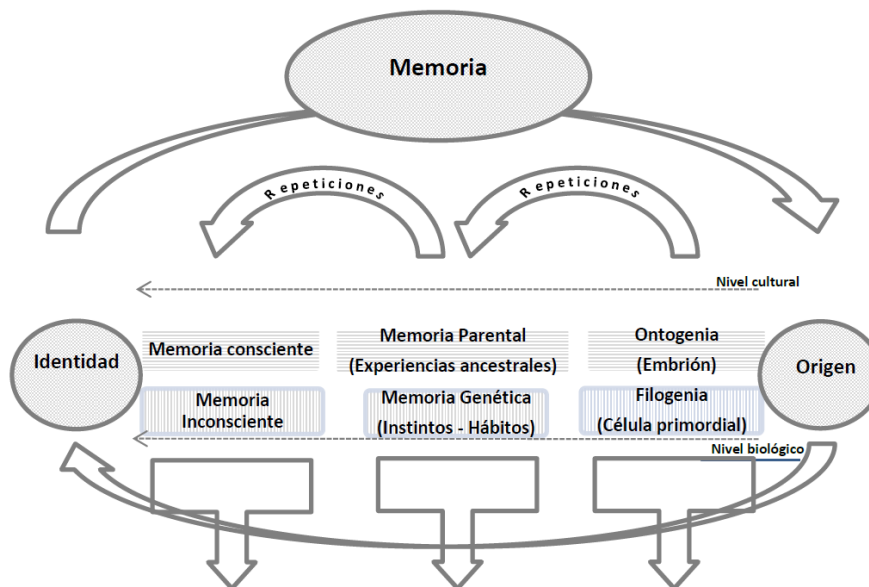 Memoria
Repeticiones
Repeticiones
Nivel cultural
Identidad
Memoria consciente
Memoria Parental
(Experiencias ancestrales)
Ontogenia
(Embrión)
Origen
Memoria
Inconsciente
Memoria Genética
(Instintos - Hábitos)
Filogenia
(Célula primordial)
Nivel biológico